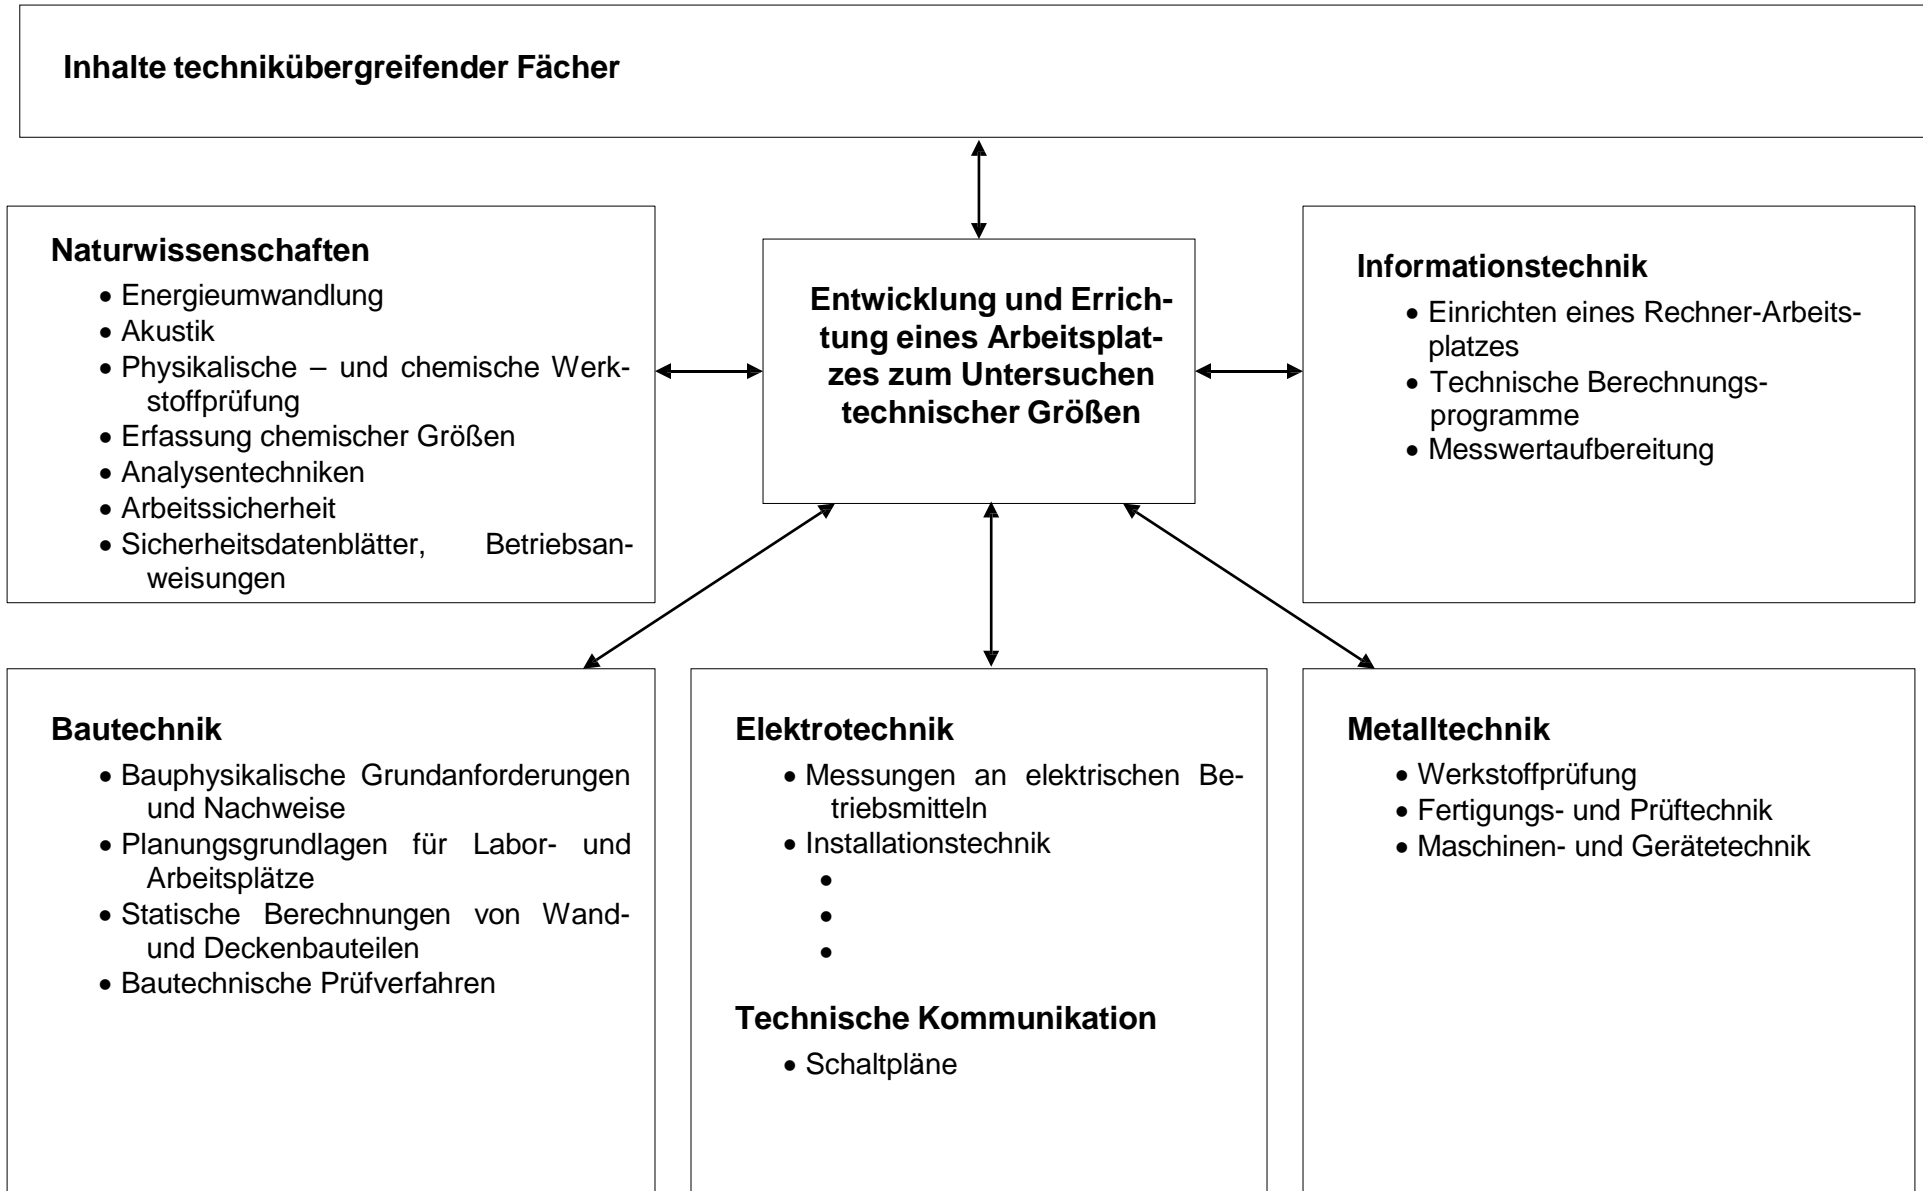 Inhalte technikübergreifender Fächer
Naturwissenschaften
• Energieumwandlung
• Akustik
• Physikalische – und chemische Werk-
stoffprüfung
• Erfassung chemischer Größen
• Analysentechniken
• Arbeitssicherheit
• Sicherheitsdatenblätter, Betriebsan-
weisungen
Entwicklung und Errich-
tung eines Arbeitsplat-
zes zum Untersuchen
technischer Größen
Informationstechnik
• Einrichten eines Rechner-Arbeits-
platzes
• Technische Berechnungs-
programme
• Messwertaufbereitung
Bautechnik
• Bauphysikalische Grundanforderungen
und Nachweise
• Planungsgrundlagen für Labor- und
Arbeitsplätze
• Statische Berechnungen von Wand-
und Deckenbauteilen
• Bautechnische Prüfverfahren
Elektrotechnik
• Messungen an elektrischen Be-
triebsmitteln
• Installationstechnik
•
•
•
Technische Kommunikation
• Schaltpläne
Metalltechnik
• Werkstoffprüfung
• Fertigungs- und Prüftechnik
• Maschinen- und Gerätetechnik